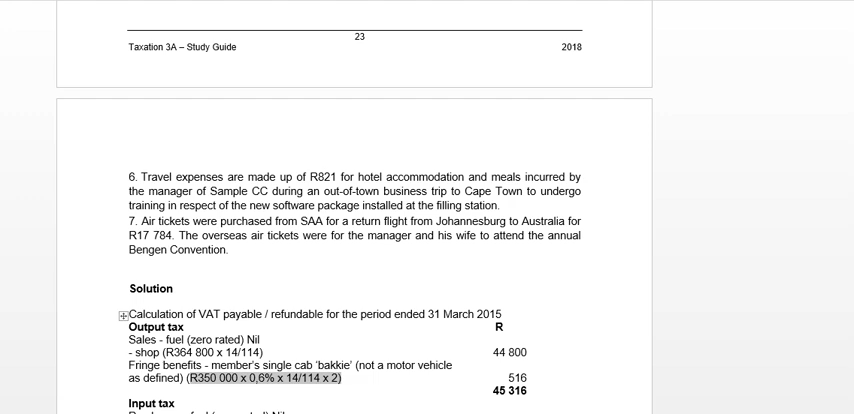 23
Taxation 3A – Study Guide 2018
6. Travel expenses are made up of R821 for hotel accommodation and meals incurred by
the manager of Sample CC during an out-of-town business trip to Cape Town to undergo
training in respect of the new software package installed at the filling station.
7. Air tickets were purchased from SAA for a return flight from Johannesburg to Australia for
R17 784. The overseas air tickets were for the manager and his wife to attend the annual
Bengen Convention.
Solution
Calculation of VAT payable / refundable for the period ended 31 March 2015
Output tax R
Sales - fuel (zero rated) Nil
- shop (R364 800 x 14/114) 44 800
Fringe benefits - member's single cab 'bakkie' (not a motor vehicle
as defined) (R350 000 x 0,6% x 14/114 x 2) 516
45 316
Input tax